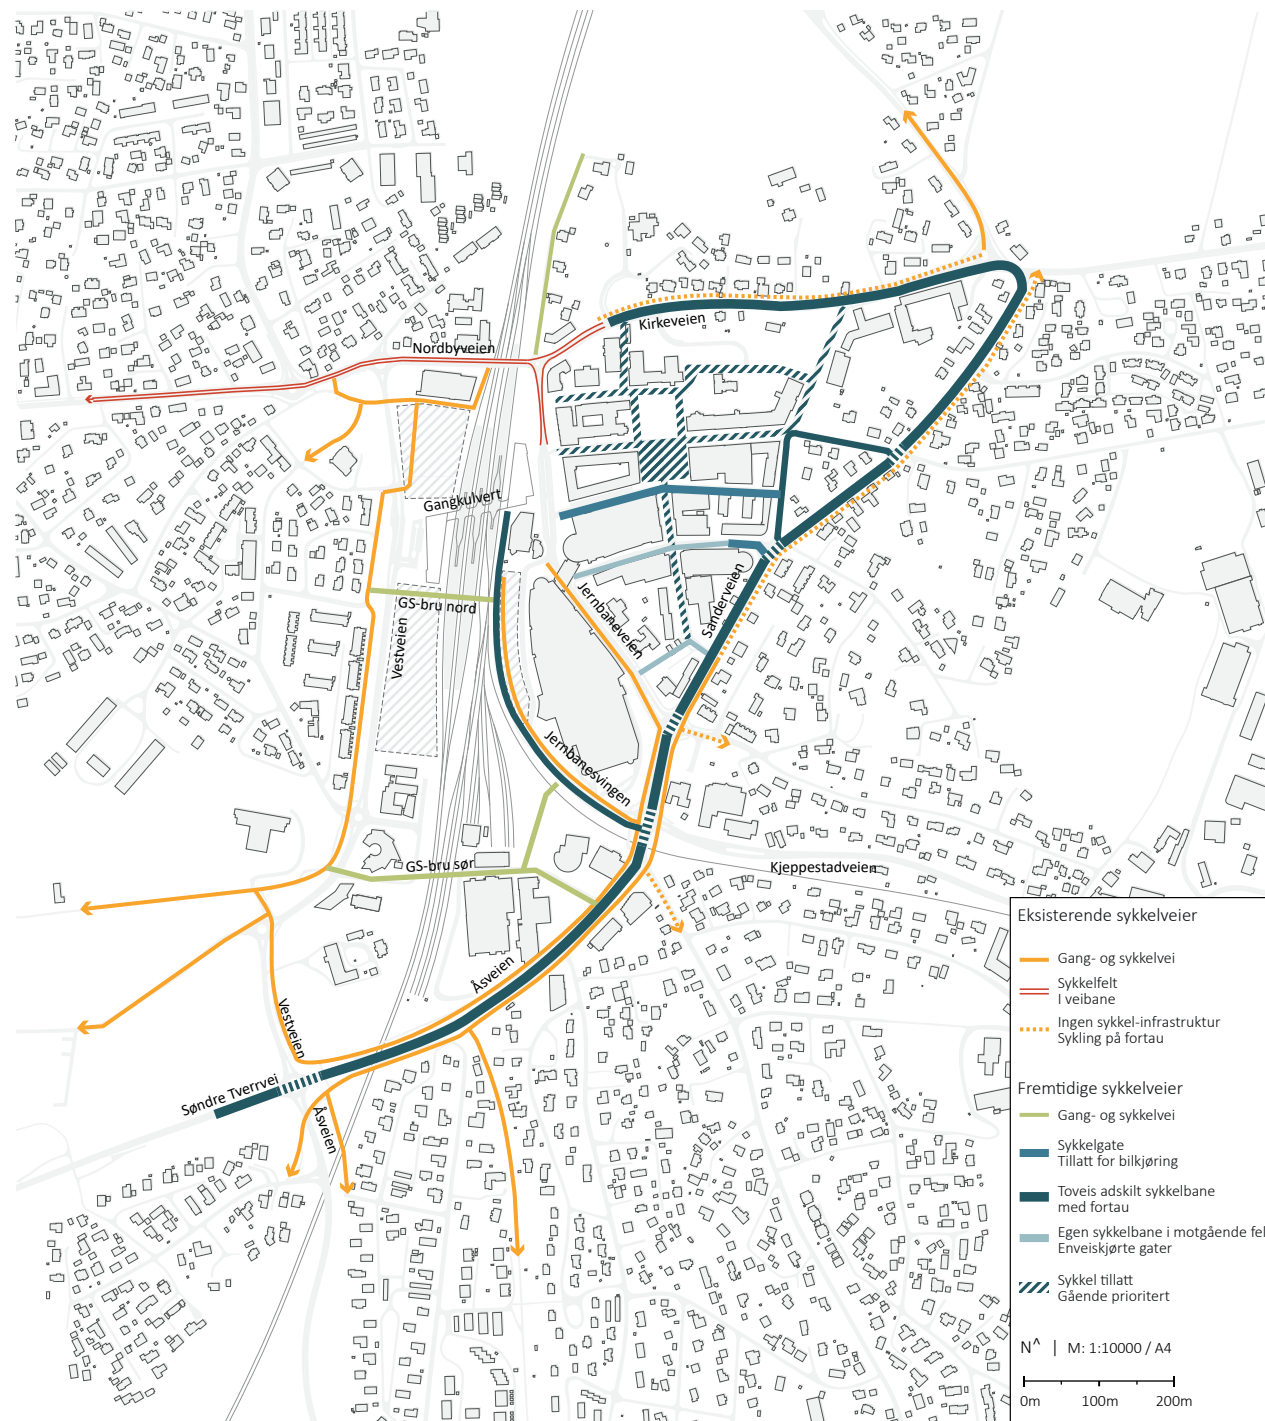 Kirkeveien
Nordbyveien
Gangkulvert
GS-bru nord
Vestveien
Jernbaneveien
Sanderveien
Jernbanesvingen
GS-bru sør
Kjeppestadveien
Åsveien
Vestveien
Søndre Tverrvei
Åsveien
Eksisterende sykkelveier
Gang- og sykkelvei
Sykkelfelt
I veibane
Ingen sykkel-infrastruktur
Sykling på fortau
Fremtidige sykkelveier
Gang- og sykkelvei
Sykkelgate
Tillatt for bilkjøring
Toveis adskilt sykkelbane
med fortau
Egen sykkelbane i motgående fel
Enveiskjørte gater
Sykkel tillatt
Gående prioritert
N^ | M: 1:10000 / A4
0m 100m 200m